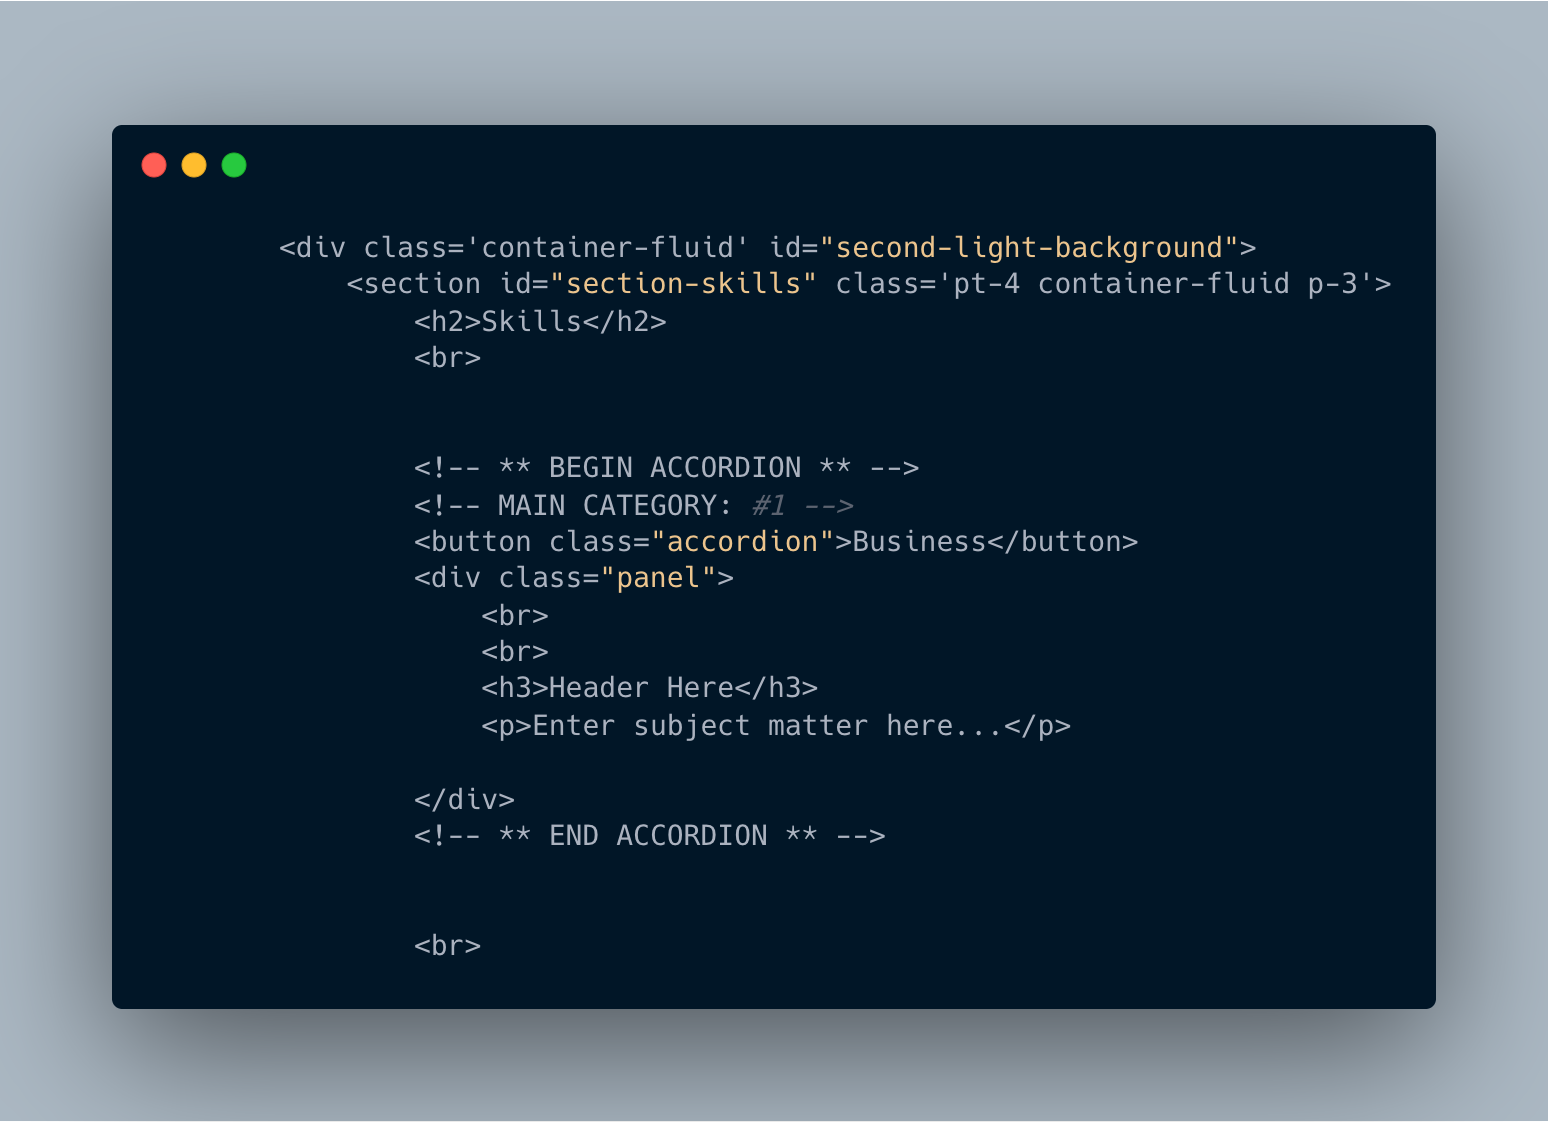 <div class='container-fluid' id="second-light-background">
<section id="section-skills" class='pt-4 container-fluid p-3'>
<h2>Skills</h2>
<br>
<!-- ** BEGIN ACCORDION ** -->
<!-- MAIN CATEGORY: #1 -->
<button class="accordion">Business</button>
<div class="panel">
<br>
<br>
<h3>Header Here</h3>
<p>Enter subject matter here...</p>
</div>
<!-- ** END ACCORDION ** -->
<br>